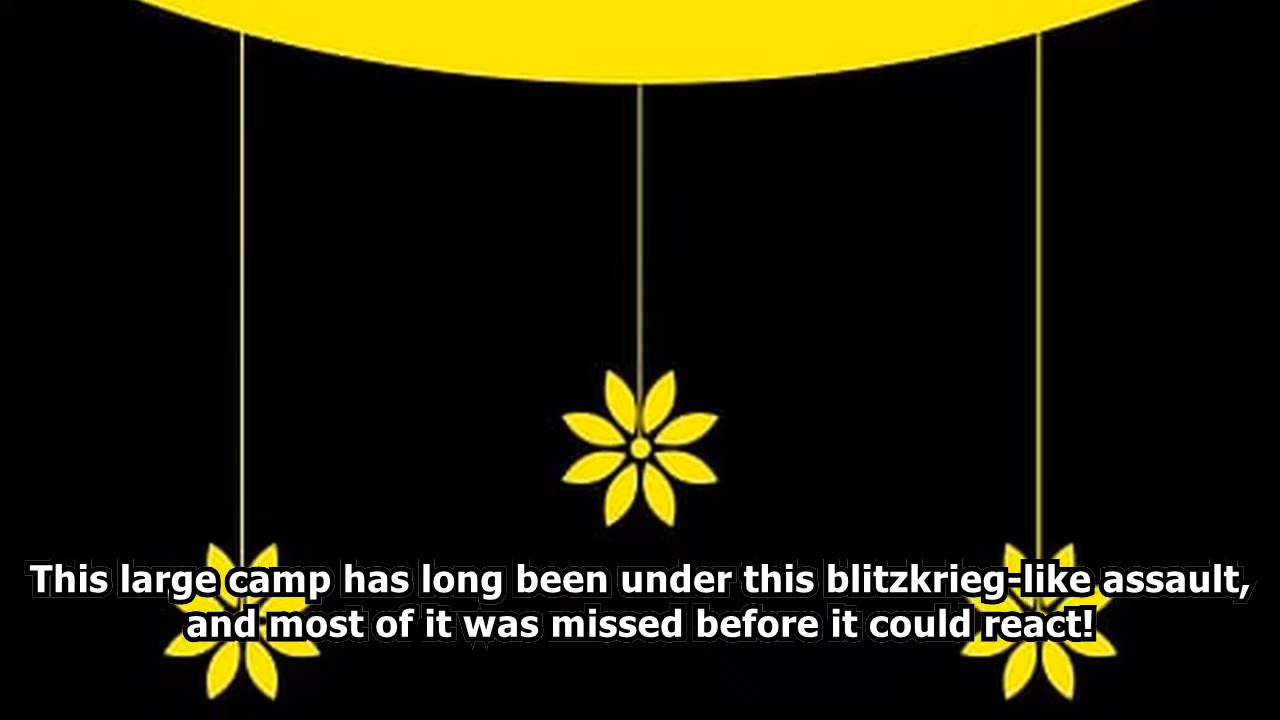 This large camp has long been under this blitzkrieg-like assault,
and most of it was missed before it could react!